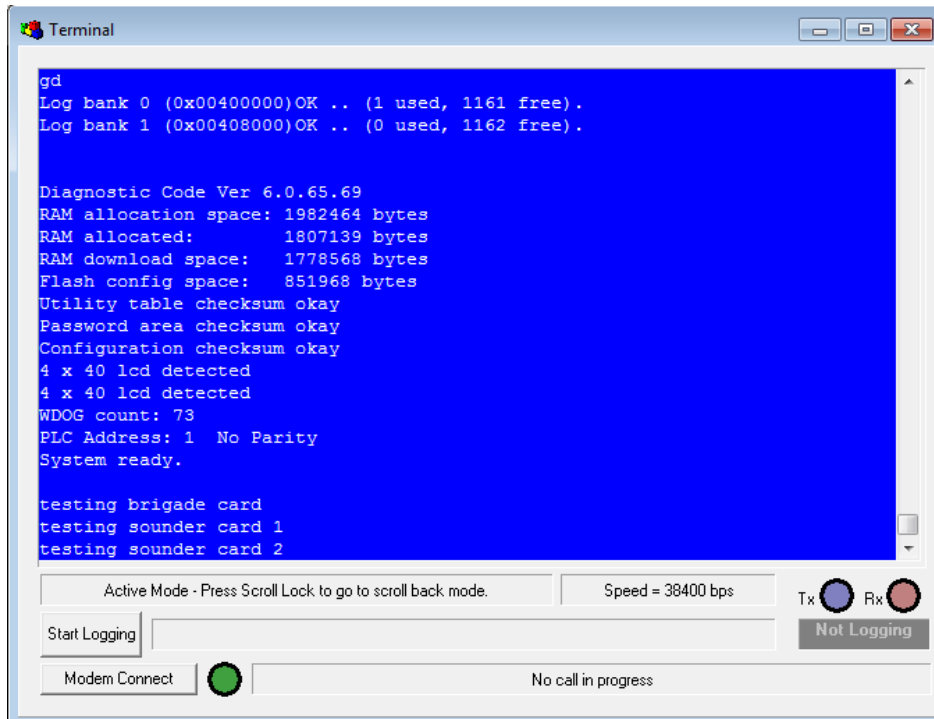 Terminal
gd
Log bank 0 (0x00400000)OK .. (1 used, 1161 free).
Log bank 1 (0x00408000)OK .. (0 used, 1162 free).
Diagnostic Code Ver 6.0.65.69
RAM allocation space: 1982464 bytes
RAM allocated:        1807139 bytes
RAM download space:   1778568 bytes
Flash config space:   851968 bytes
Utility table checksum okay
Password area checksum okay
Configuration checksum okay
4 x 40 lcd detected
4 x 40 lcd detected
WDOG count: 73
PLC Address: 1  No Parity
System ready.
testing brigade card
testing sounder card 1
testing sounder card 2
Active Mode - Press Scroll Lock to go to scroll back mode.
Speed = 38400 bps
Tx
Rx
Start Logging
Not Logging
Modem Connect
No call in progress